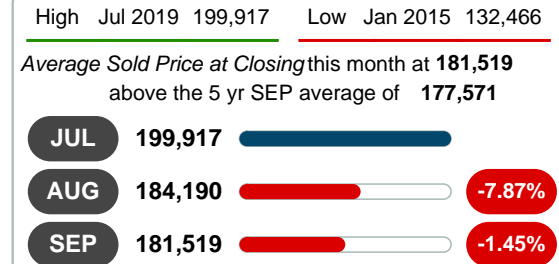 High Jul 2019 199,917 Low Jan 2015 132,466
Average Sold Price at Closing this month at 181,519
above the 5 yr SEP average of 177,571
JUL 199,917
AUG 184,190 -7.87%
SEP 181,519 -1.45%